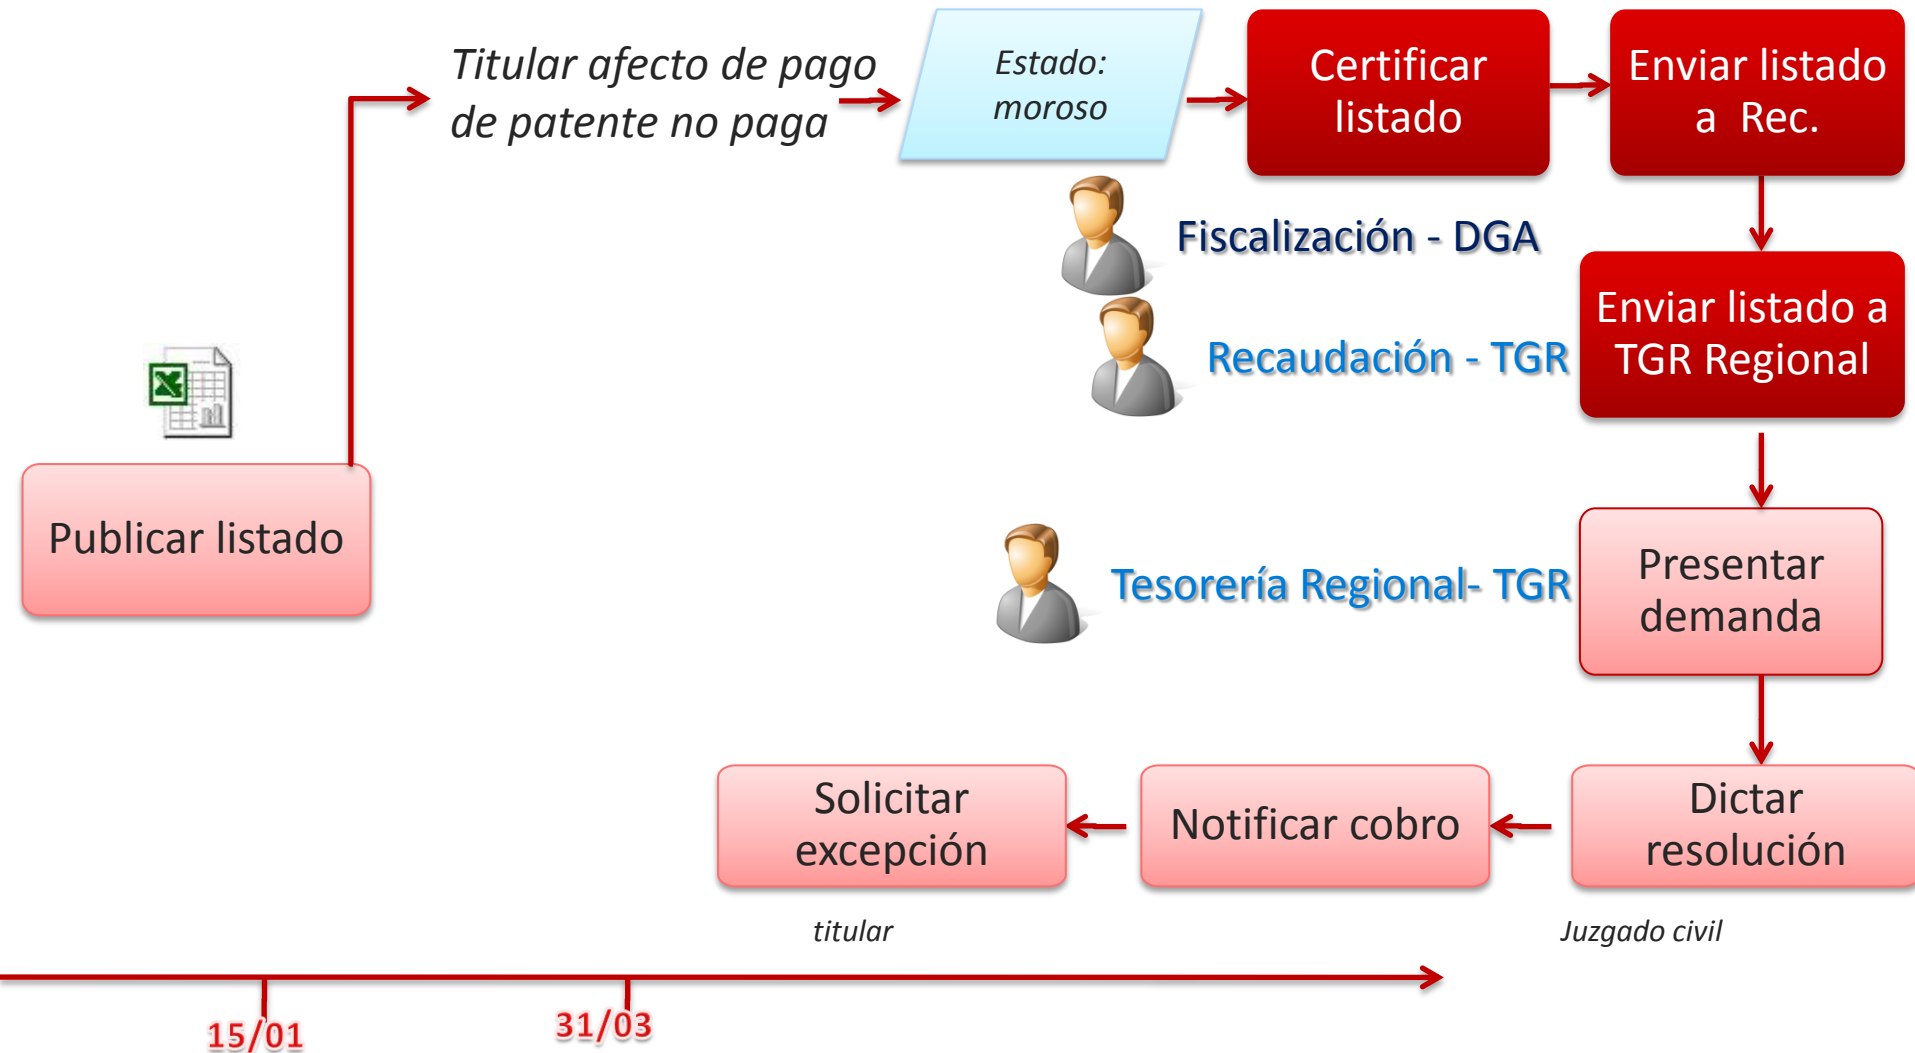 Titular afecto de pago
de patente no paga
Estado:
moroso
Certificar
listado
Enviar listado
a Rec.
Fiscalización - DGA
Enviar listado a
TGR Regional
Recaudación - TGR
Publicar listado
Tesorería Regional- TGR
Presentar
demanda
Solicitar
excepción
Notificar cobro
Dictar
resolución
titular
Juzgado civil
15/01
31/03